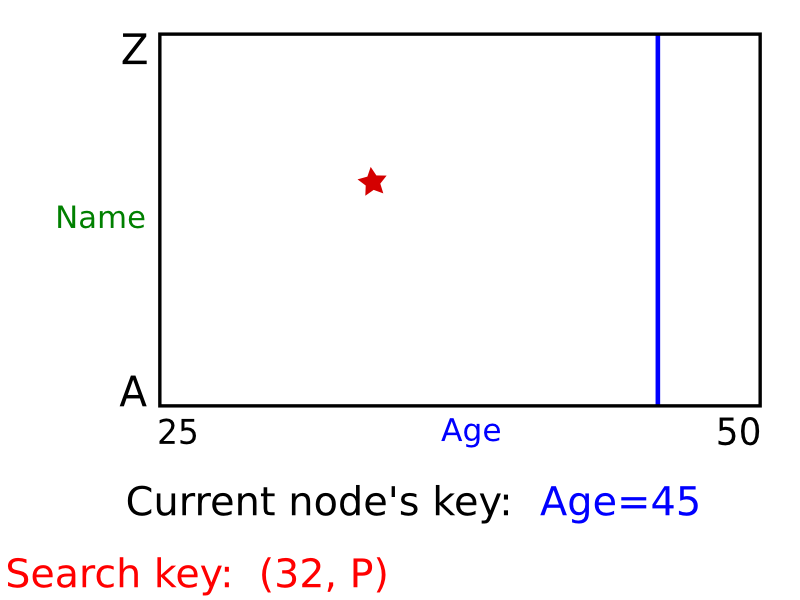 Z
Name
A
25 Age 50
Current node's key: Age=45
Search key: (32, P)